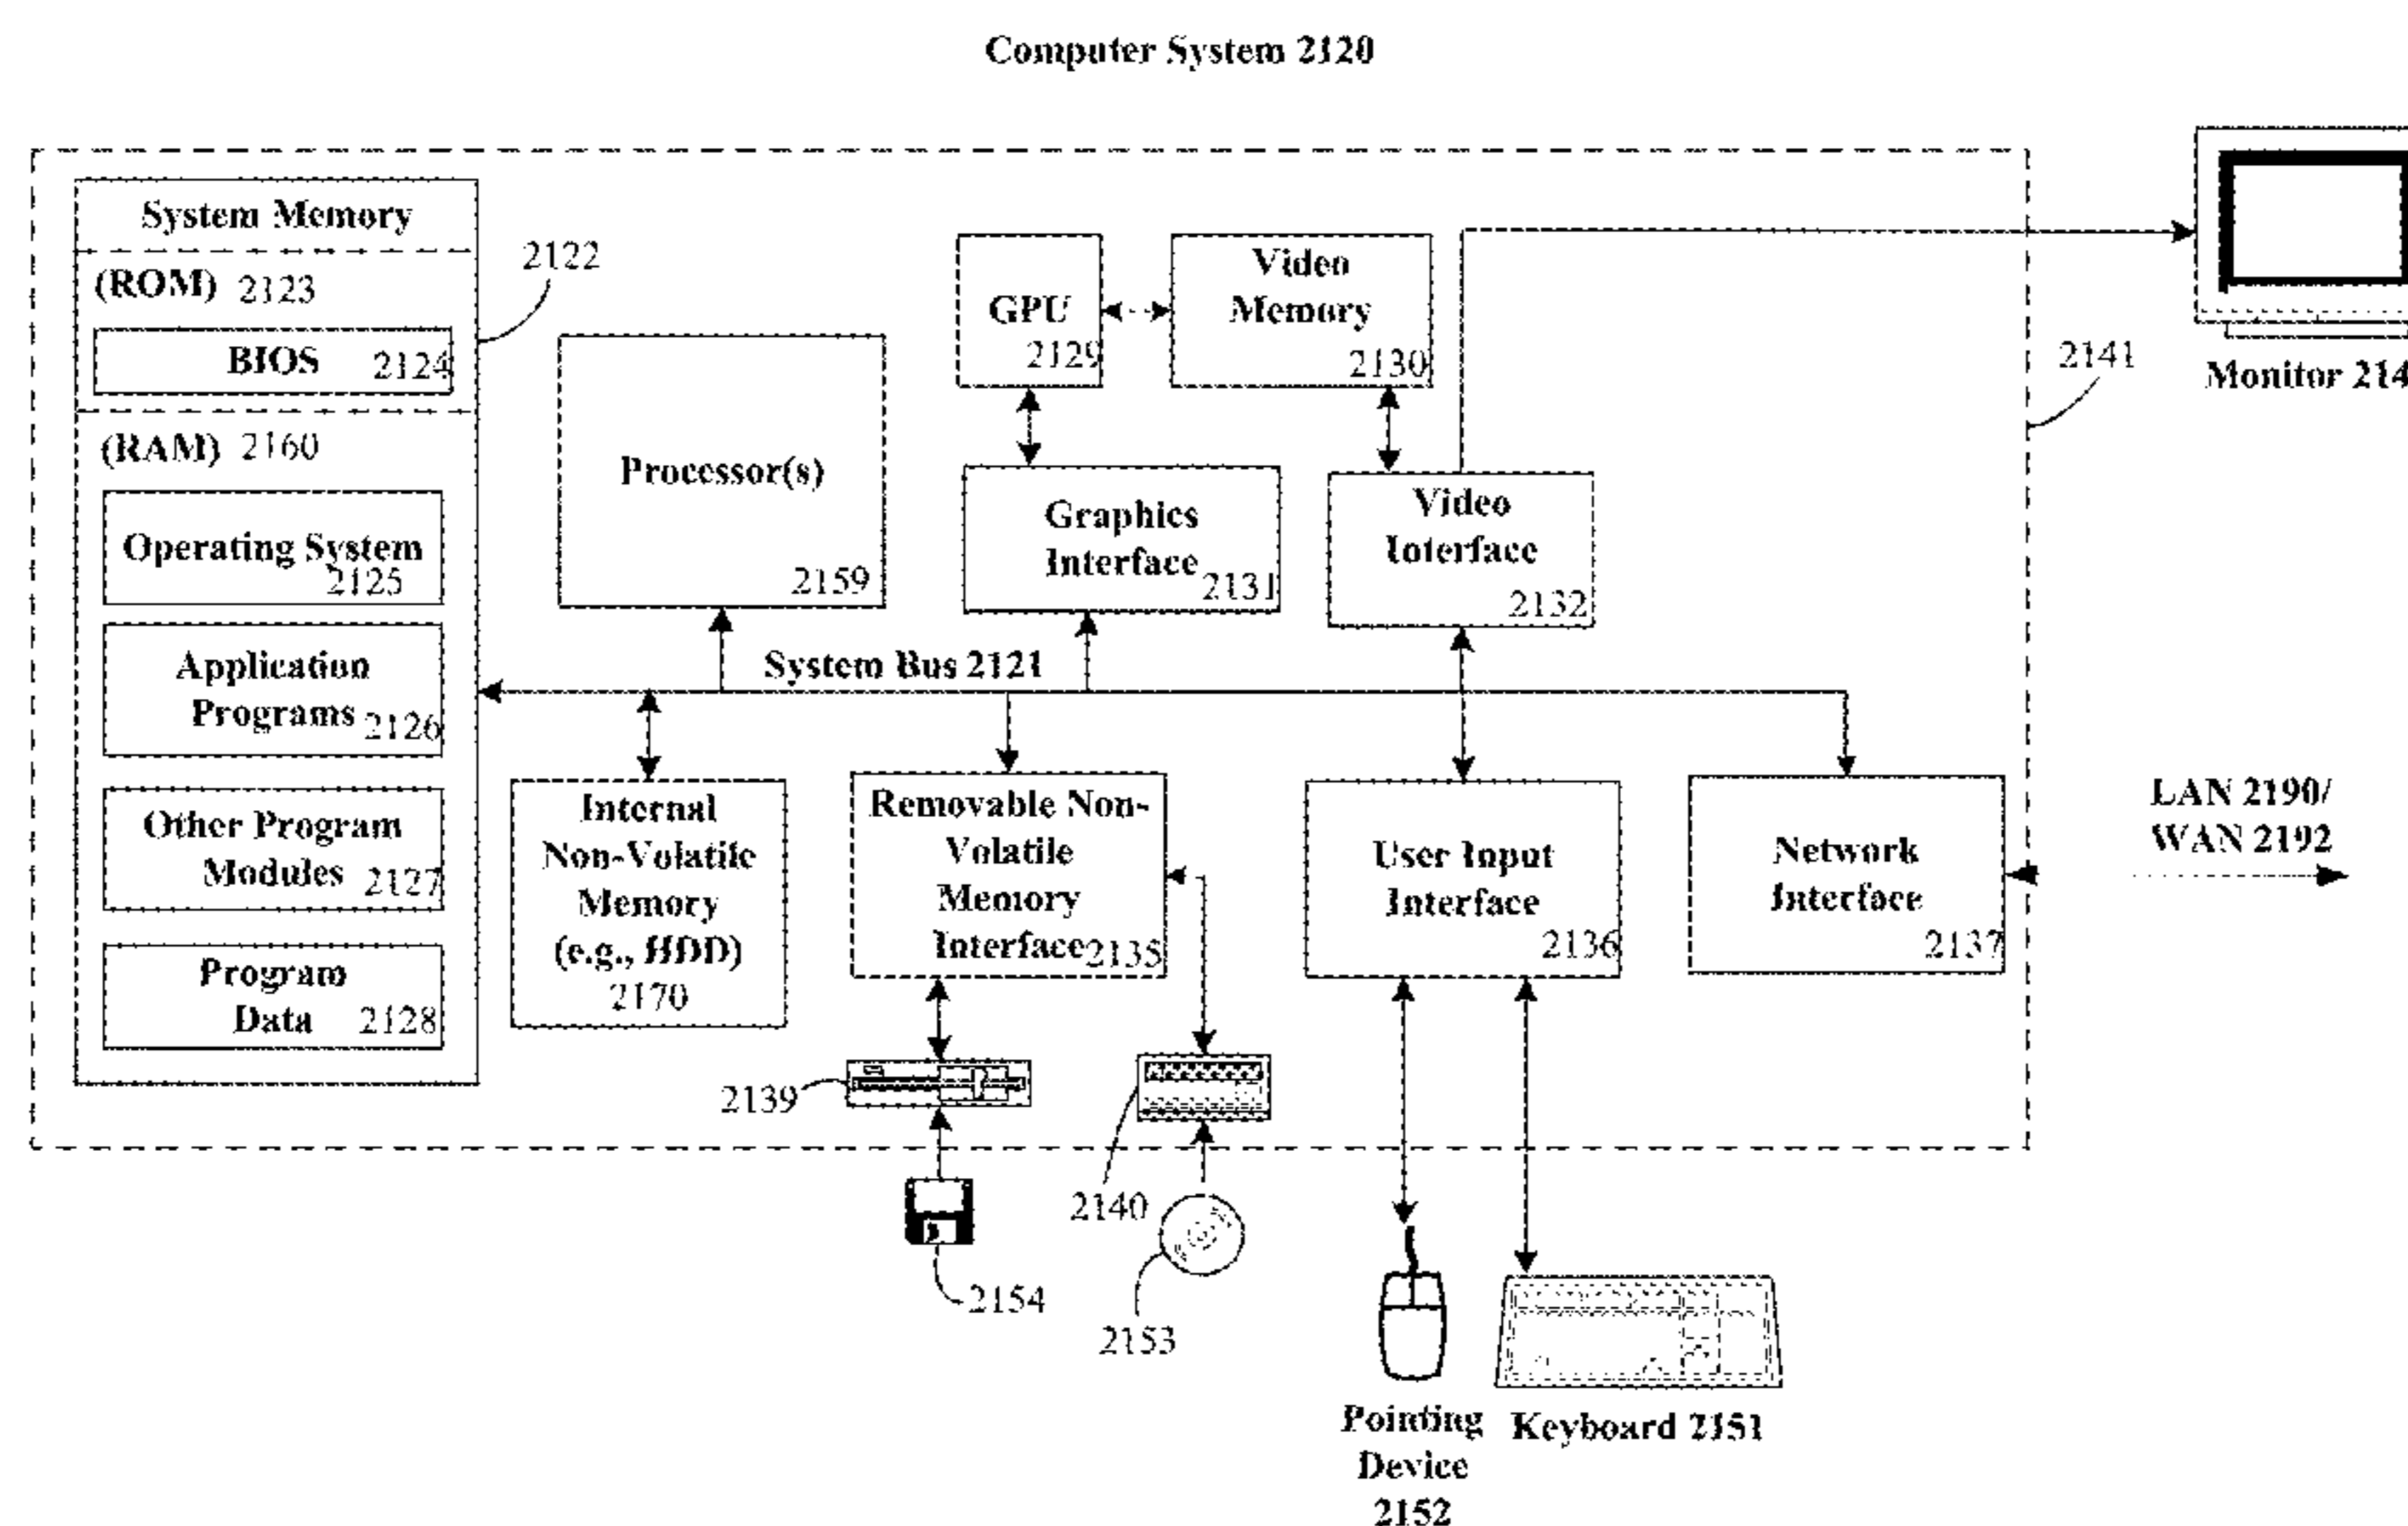 Computer System 2120
System Memory
(ROM) 2123
BIOS 2124
(RAM) 2160
Operating System
2125
Application
Programs 2126
Other Program
Modules 2127
Program
Data 2128
2122
Processor(s)
2159
GPU
2129
Video
Memory
2130
Graphics
Interface
2131
Video
Interface
2132
Monitor 214
2141
System Bus 2121
Internal
Non-Volatile
Memory
(e.g., HDD)
2170
Removable Non-
Volatile
Memory
Interface 2135
User Input
Interface
2136
Network
Interface
2137
LAN 2190/
WAN 2192
2139
2140
2154
2153
Pointing
Device
2152
Keyboard 2151